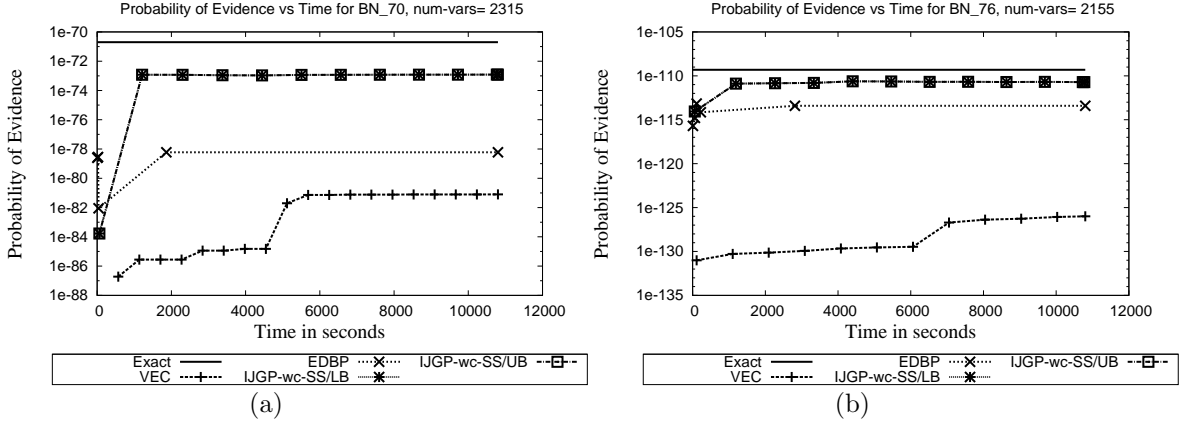 Probability of Evidence vs Time for BN_70, num-vars= 2315
1e-70
1e-72
1e-74
1e-76
1e-78
1e-80
1e-82
1e-84
1e-86
1e-88
Probability of Evidence
0 2000 4000 6000 8000 10000 12000
Time in seconds
Exact EDBP IJGP-wc-SS/UB
VEC IJGP-wc-SS/LB
(a)
Probability of Evidence vs Time for BN_76, num-vars= 2155
1e-105
1e-110
1e-115
1e-120
1e-125
1e-130
1e-135
Probability of Evidence
0 2000 4000 6000 8000 10000 12000
Time in seconds
Exact EDBP IJGP-wc-SS/UB
VEC IJGP-wc-SS/LB
(b)